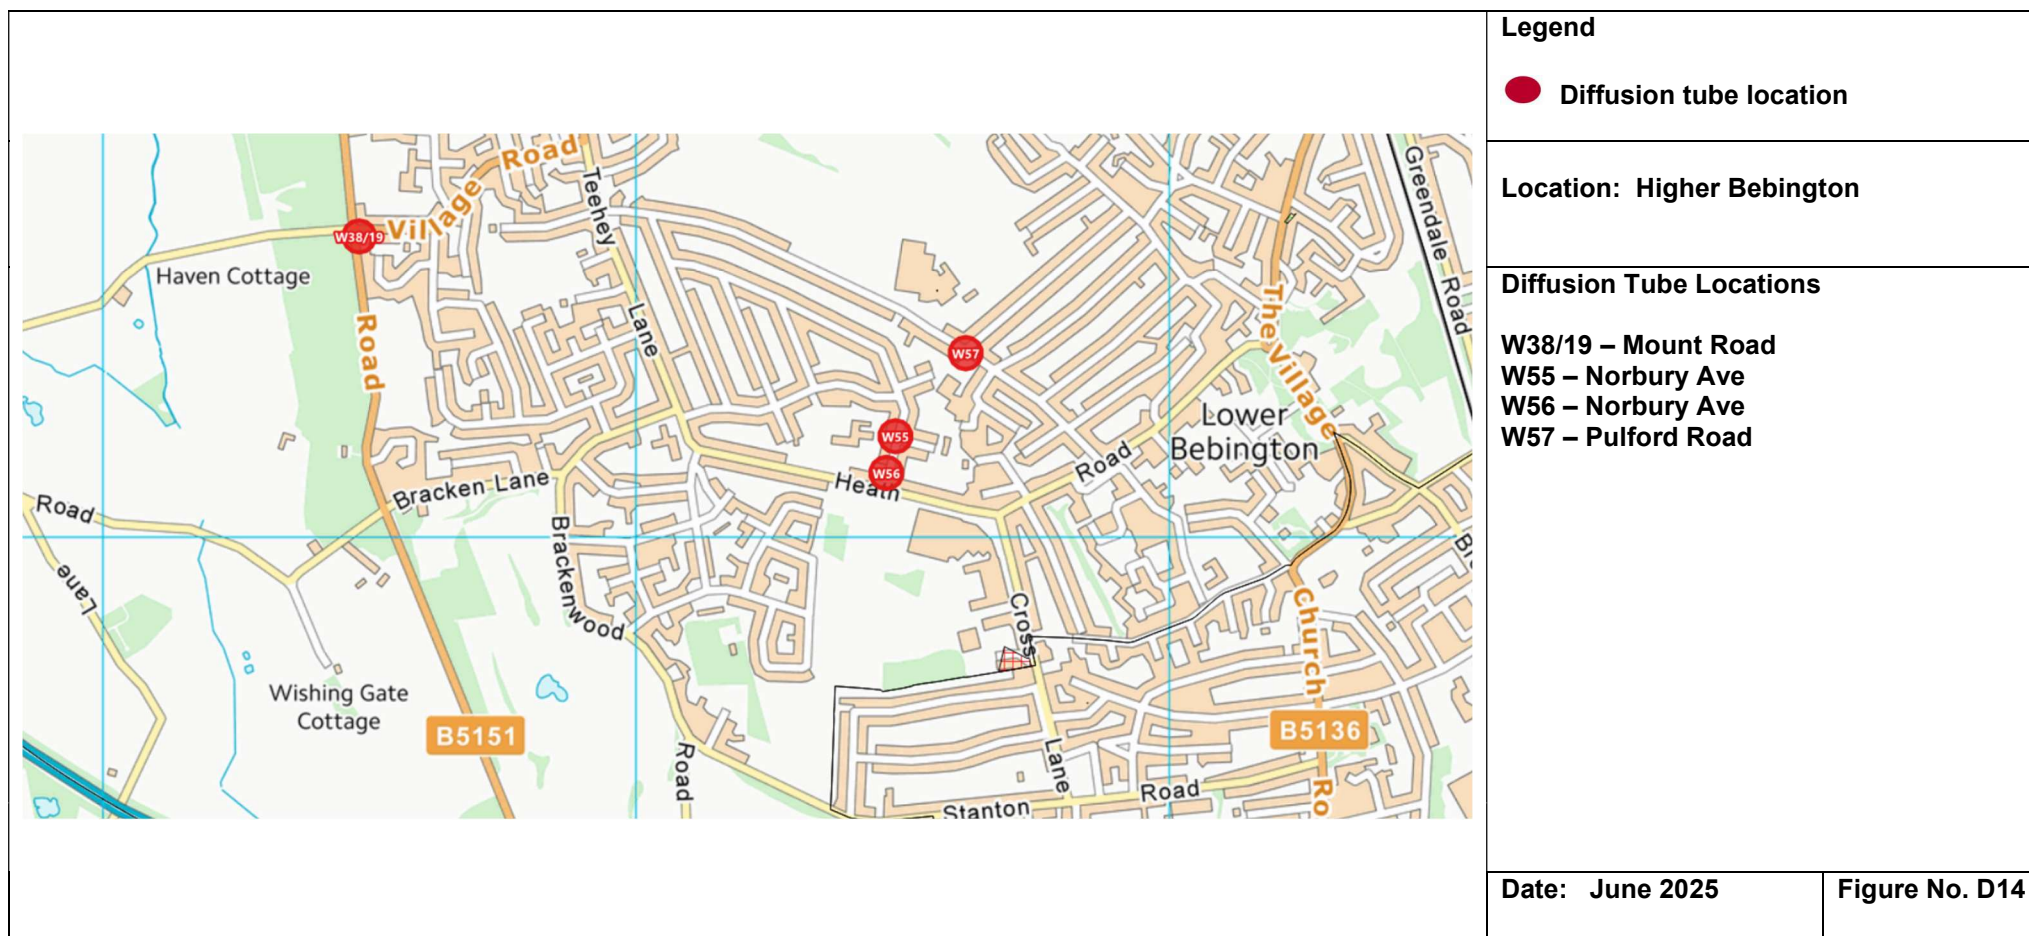 Legend
Diffusion tube location
Location: Higher Bebington
Diffusion Tube Locations
W38/19 – Mount Road
W55 – Norbury Ave
W56 – Norbury Ave
W57 – Pulford Road
Date: June 2025
Figure No. D14
Village Road
Teehey
Lane
Greendale Road
W38/19
Haven Cottage
Road
The Village
W57
Lower
Bebington
W55
W56
Heath
Road
Bracken Lane
Road
Lane
Brackenwood
Road
Cross
Lane
Church
Ro
Wishing Gate
Cottage
B5151
B5136
Stanton
Road